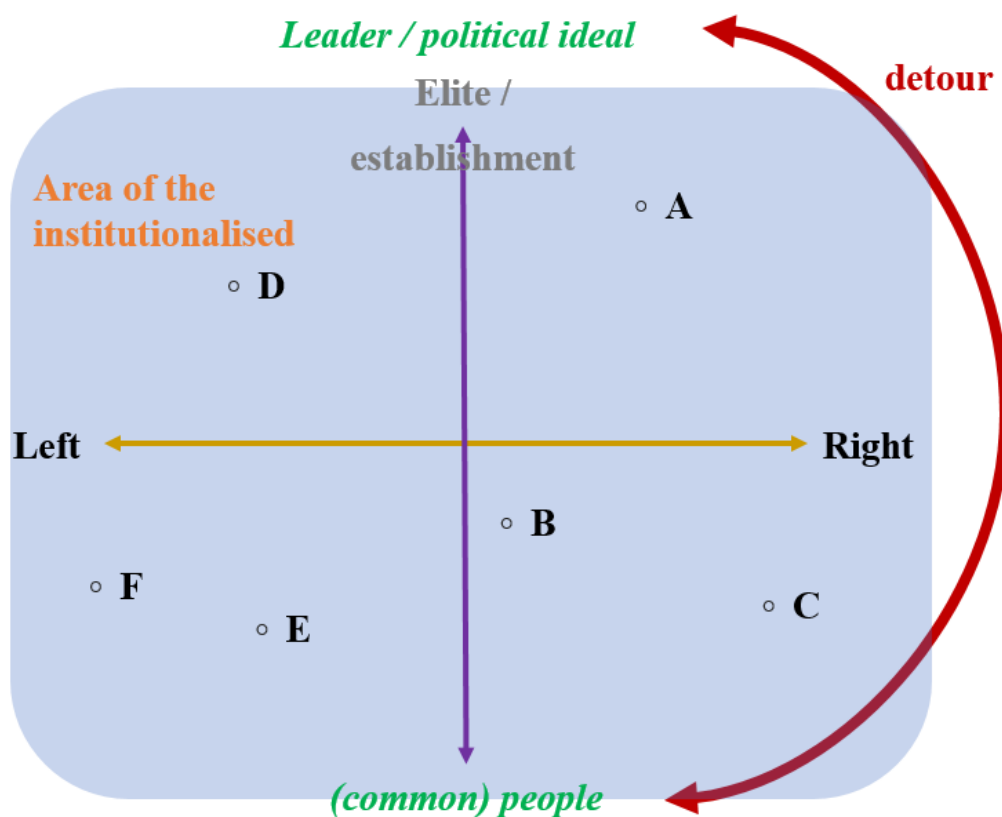 Leader / political ideal
detour
Elite /
establishment
Area of the
institutionalised
A
D
Left
Right
B
F
C
E
(common) people